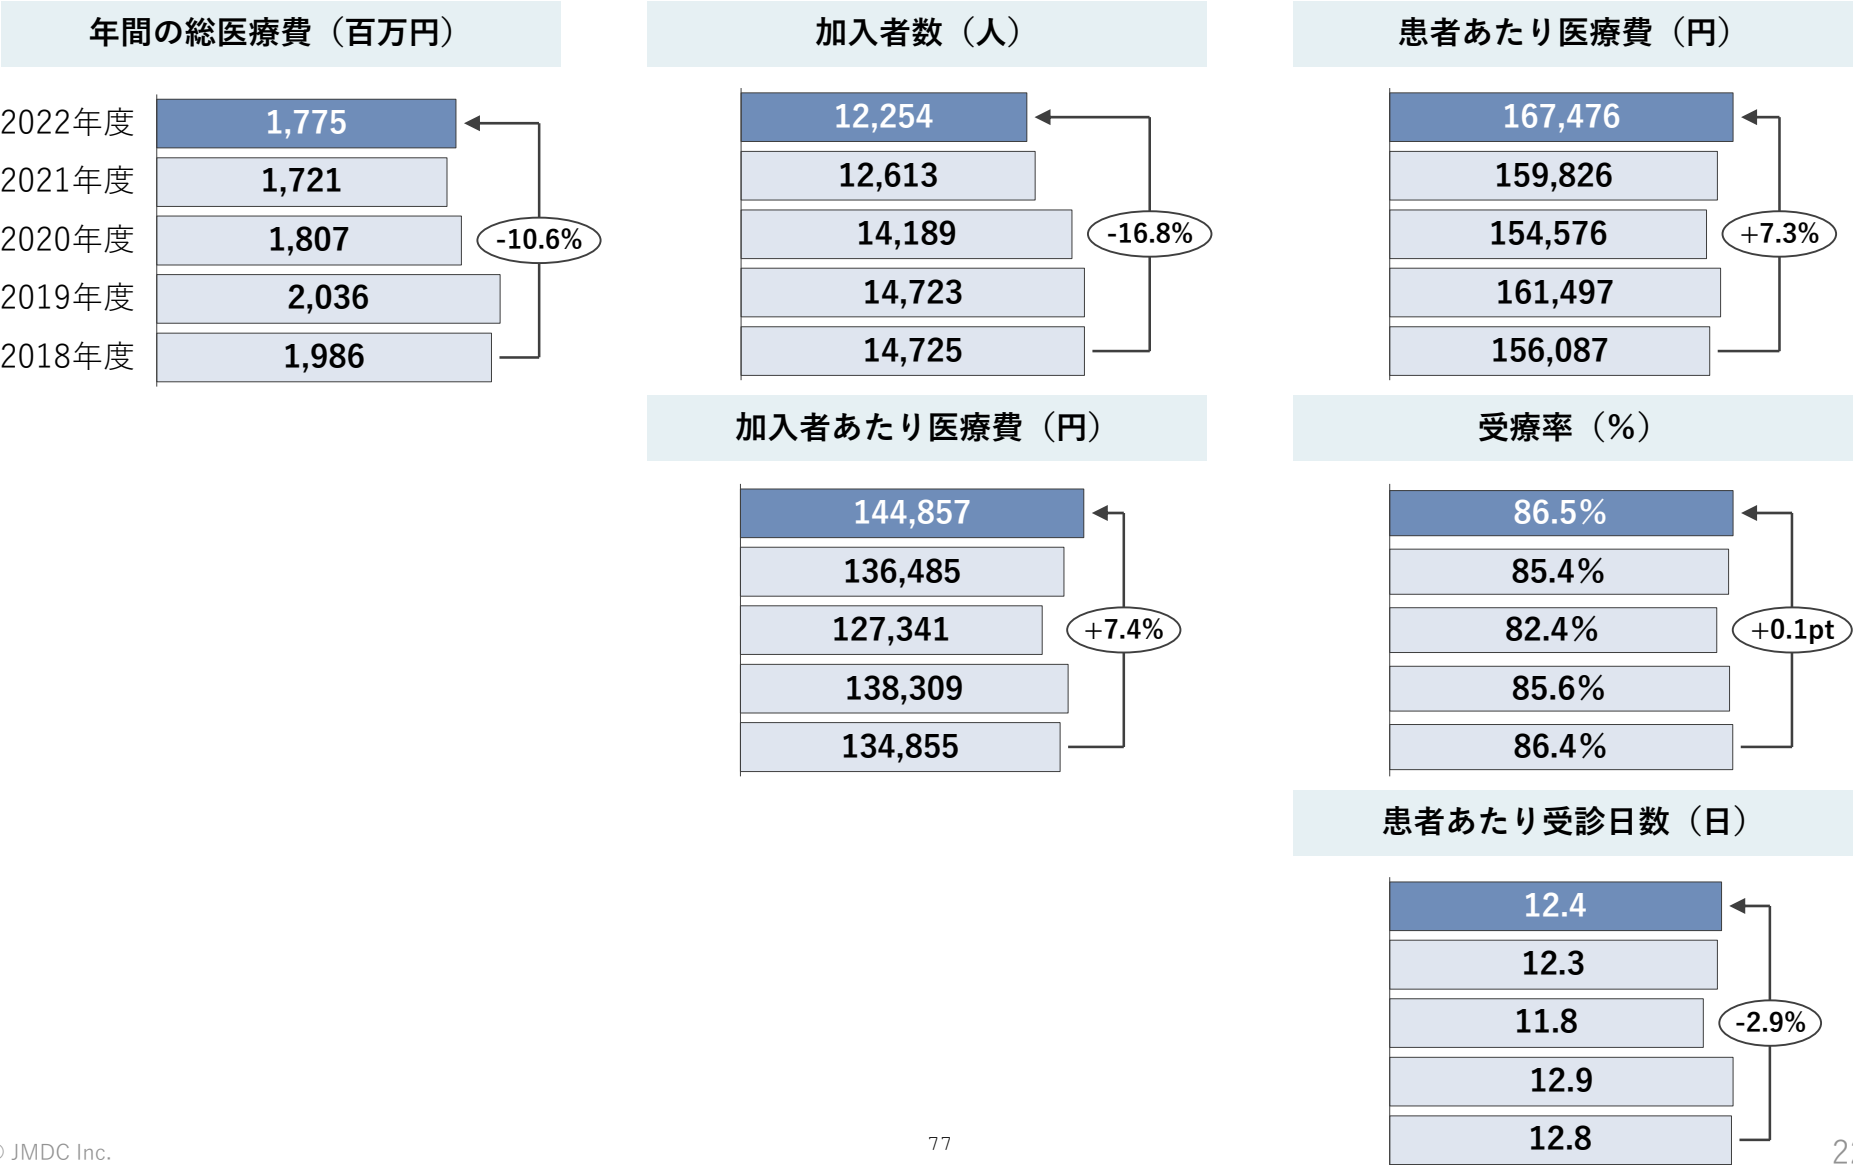 年間の総医療費（百万円）
2022年度 1,775
2021年度 1,721
2020年度 1,807
2019年度 2,036
2018年度 1,986
-10.6%
加入者数（人）
12,254
12,613
14,189
14,723
14,725
-16.8%
患者あたり医療費（円）
167,476
159,826
154,576
161,497
156,087
+7.3%
加入者あたり医療費（円）
144,857
136,485
127,341
138,309
134,855
+7.4%
受療率（%）
86.5%
85.4%
82.4%
85.6%
86.4%
+0.1pt
患者あたり受診日数（日）
12.4
12.3
11.8
12.9
12.8
-2.9%
JMDC Inc.
77